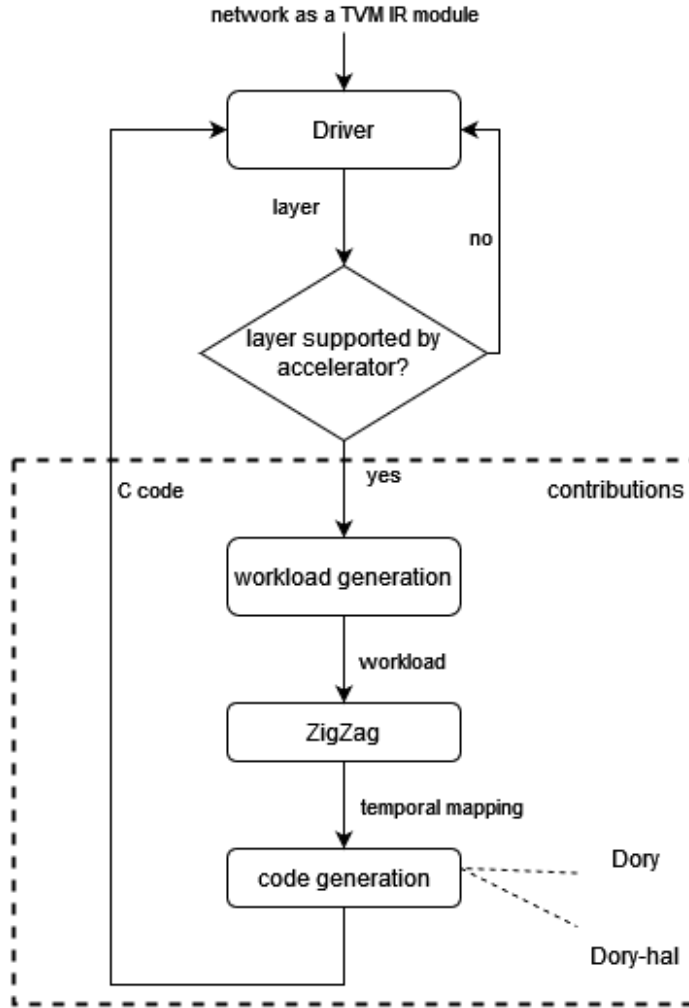 network as a TVM IR module
Driver
layer
no
layer supported by
accelerator?
yes
C code
contributions
workload generation
workload
ZigZag
temporal mapping
code generation
Dory
Dory-hal